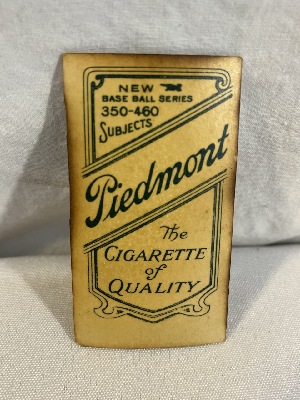 NEW
BASE BALL SERIES
350-460
SUBJECTS
Piedmont
The
CIGARETTE
of
QUALITY